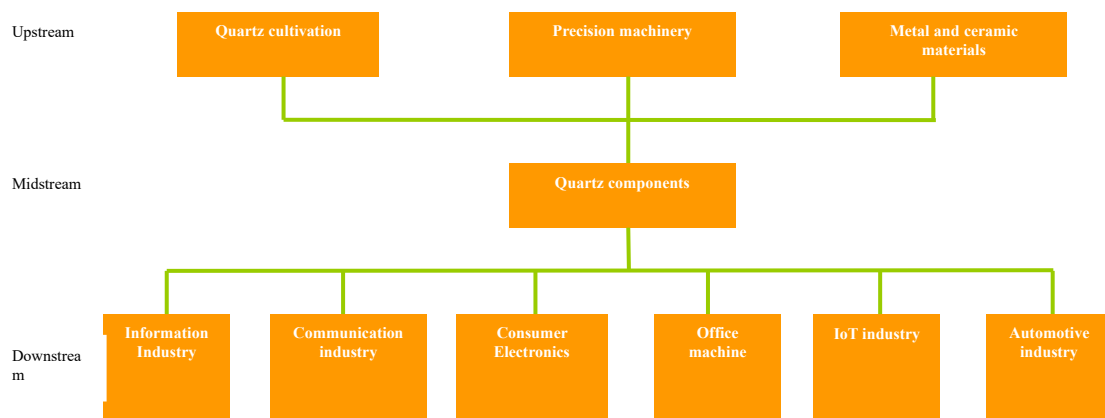 Upstream
Quartz cultivation
Precision machinery
Metal and ceramic
materials
Midstream
Quartz components
Downstrea
m
Information
Industry
Communication
industry
Consumer
Electronics
Office
machine
IoT industry
Automotive
industry